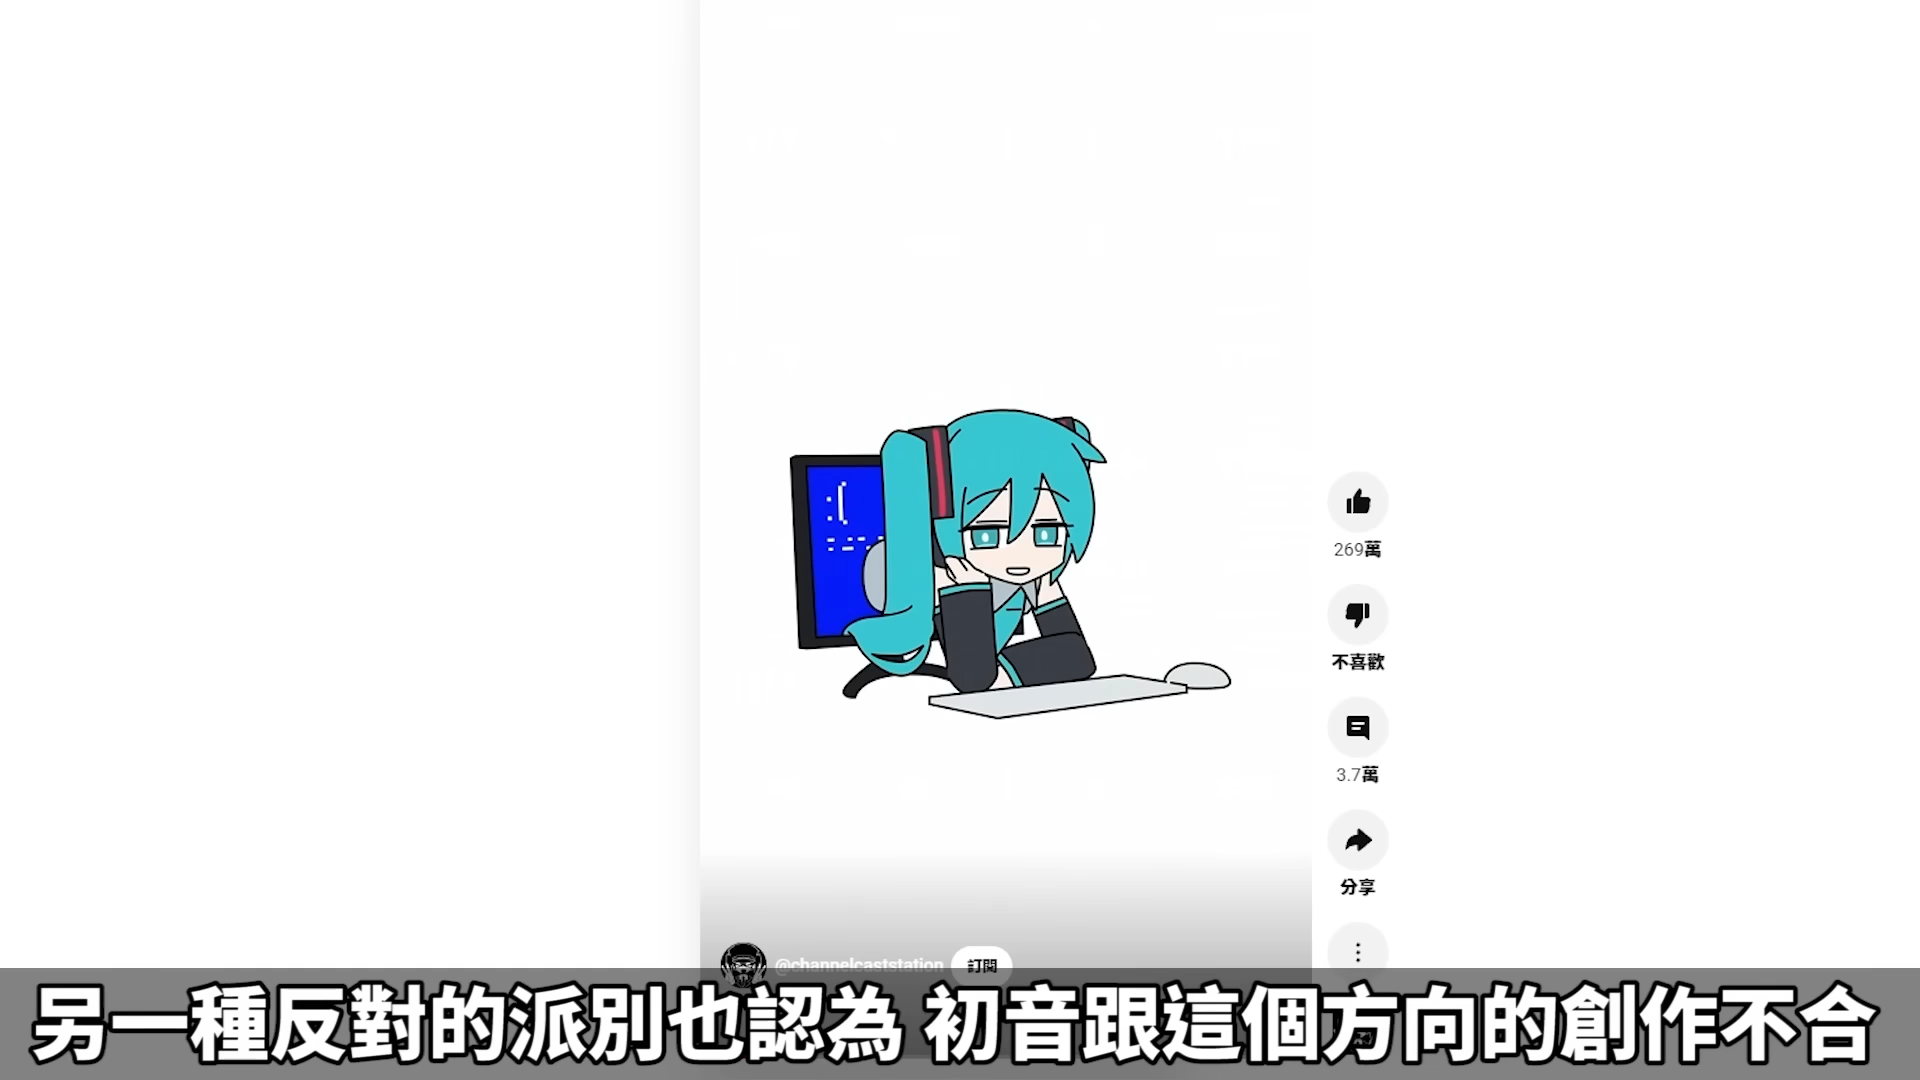 :(
269萬
不喜歡
3.7萬
分享
@channelcaststation 訂閱
另一種反對的派別也認為 初音跟這個方向的創作不合